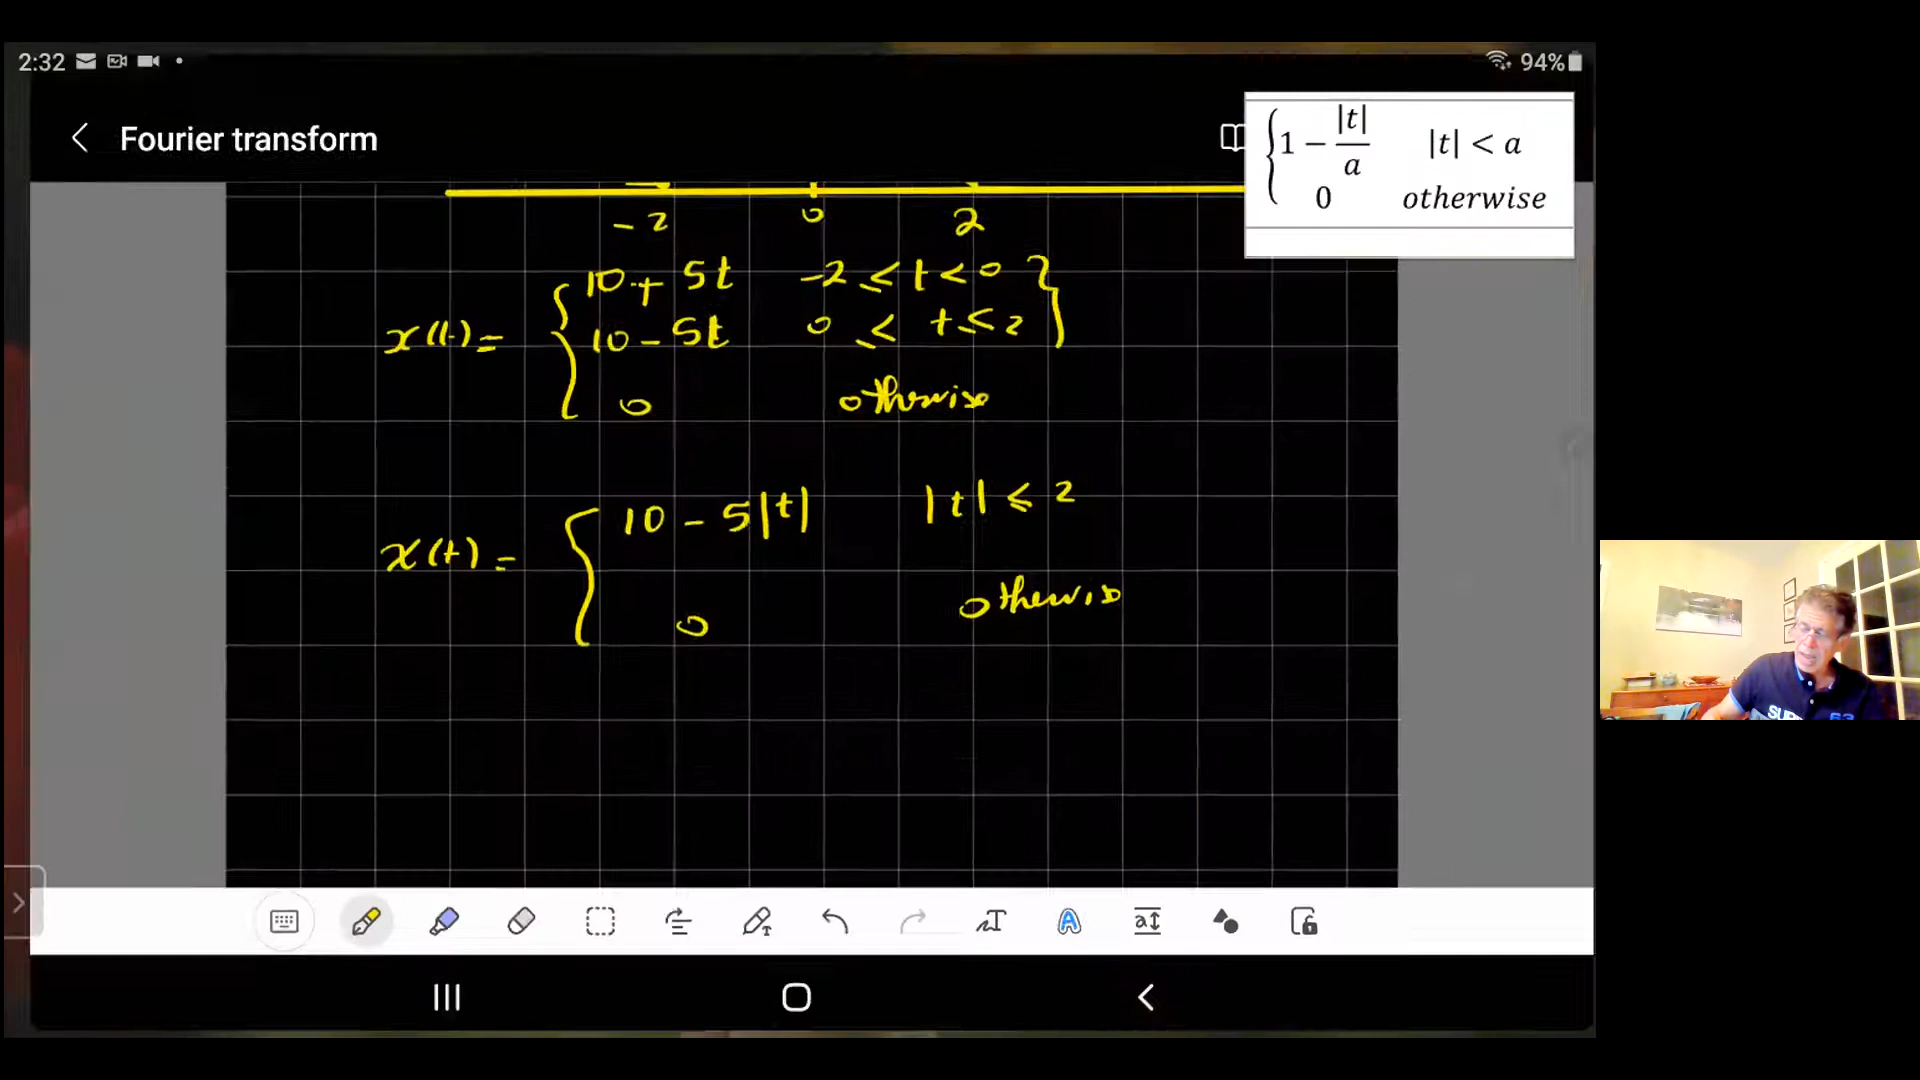 2:32 94%
Fourier transform
1 - |t|/a |t| < a
0 otherwise
-2 0 2
x(t) = { 10 + 5t -2 ≤ t < 0 }
10 - 5t 0 ≤ t ≤ 2
0 otherwise
x(t) = { 10 - 5|t| |t| ≤ 2
0 otherwise